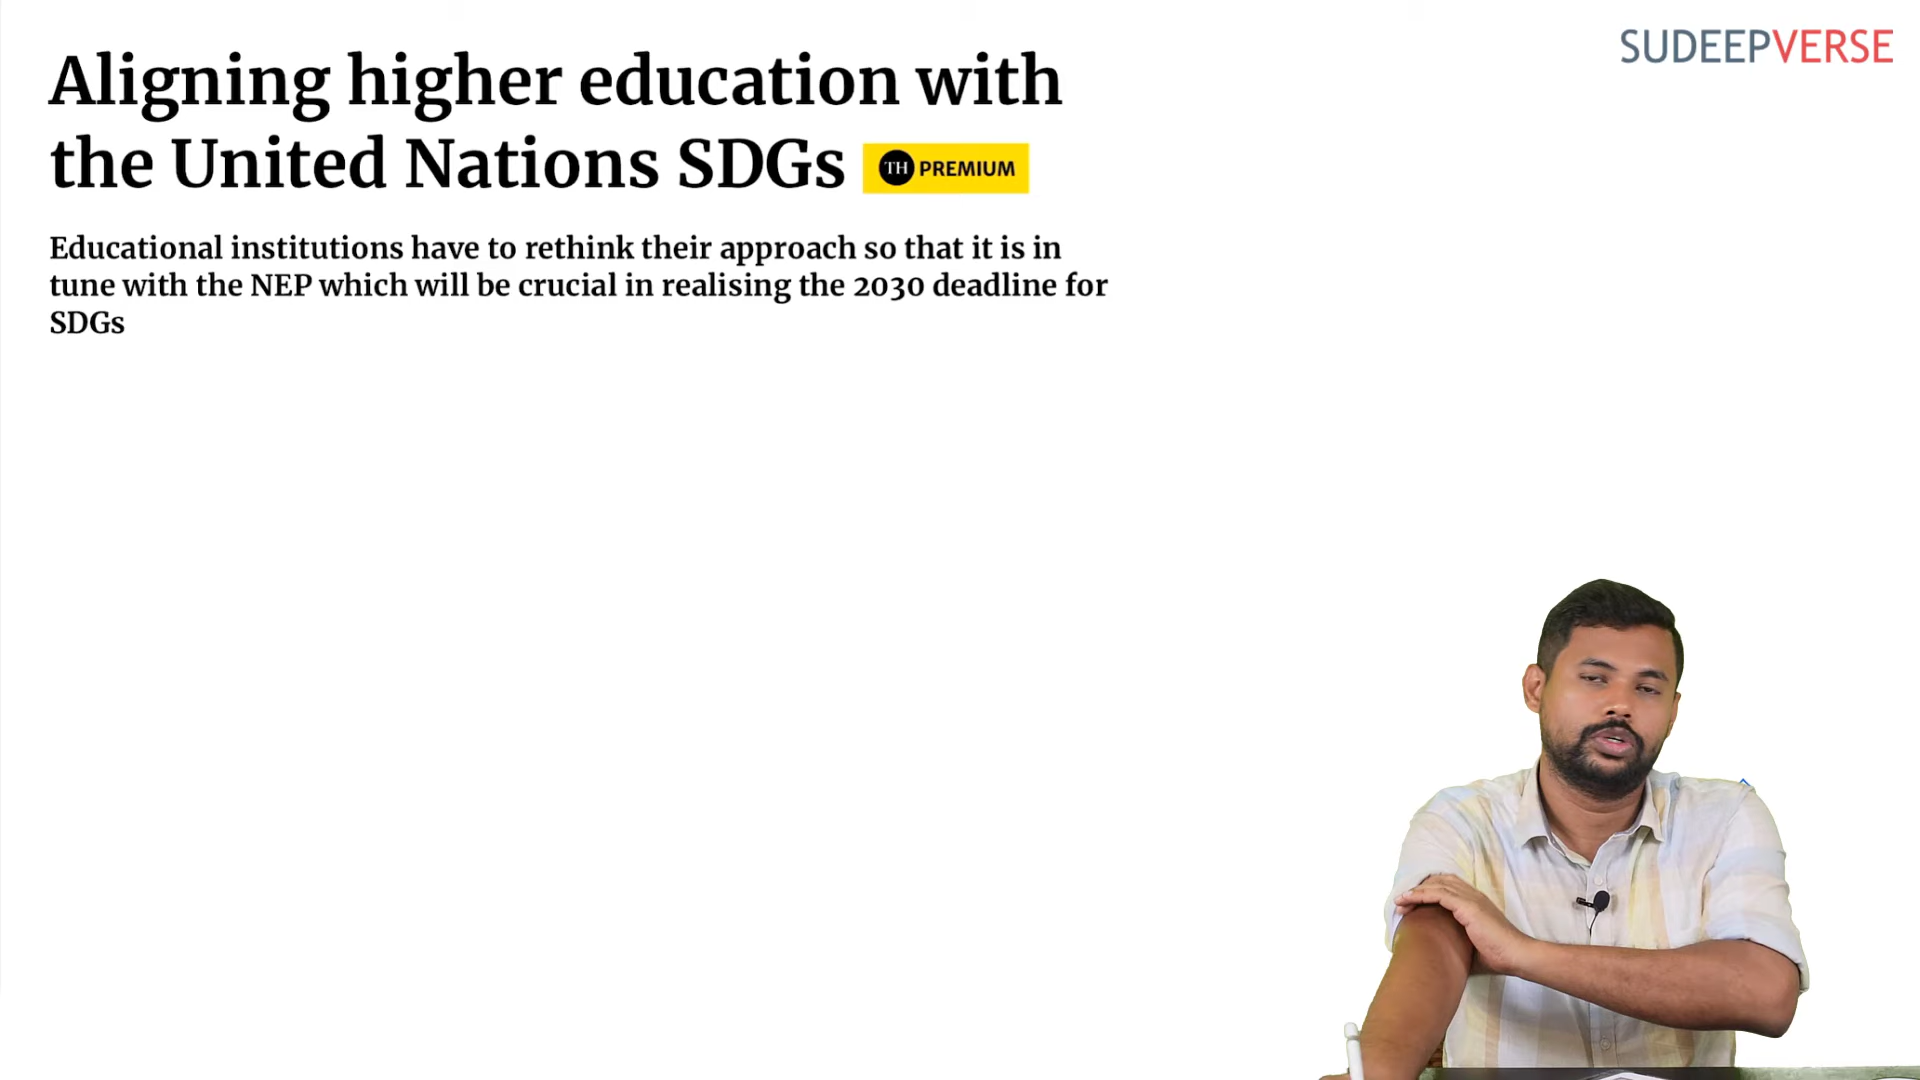 SUDEEPVERSE
Aligning higher education with
the United Nations SDGs TH PREMIUM
Educational institutions have to rethink their approach so that it is in
tune with the NEP which will be crucial in realising the 2030 deadline for
SDGs